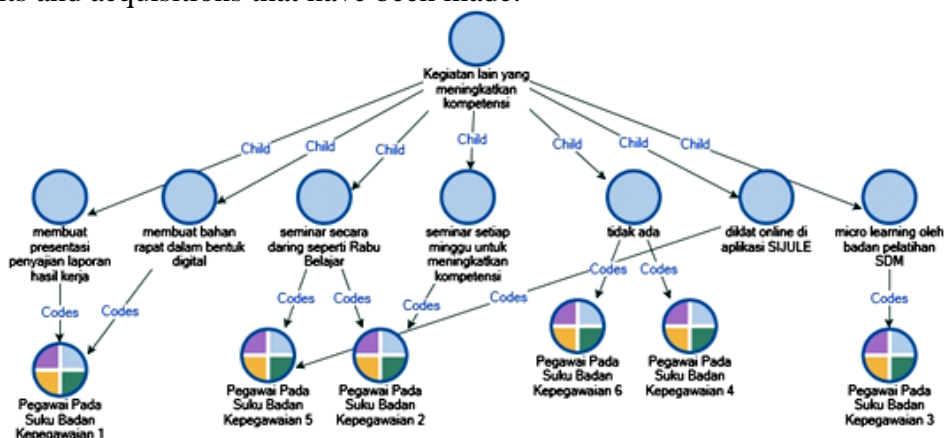 its and acquisitions that have been made.
Kegiatan lain yang
meningkatkan
kompetensi
Child
Child
Child
Child
Child
Child
Child
membuat
presentasi
penyajian laporan
hasil kerja
membuat bahan
rapat dalam bentuk
digital
seminar secara
daring seperti Rabu
Belajar
seminar setiap
minggu untuk
meningkatkan
kompetensi
tidak ada
diklat online di
aplikasi SIJULE
micro learning oleh
badan pelatihan
SDM
Codes
Codes
Codes
Codes
Codes
Codes
Codes
Codes
Codes
Pegawai Pada
Suku Badan
Kepegawaian 1
Pegawai Pada
Suku Badan
Kepegawaian 5
Pegawai Pada
Suku Badan
Kepegawaian 2
Pegawai Pada
Suku Badan
Kepegawaian 6
Pegawai Pada
Suku Badan
Kepegawaian 4
Pegawai Pada
Suku Badan
Kepegawaian 3